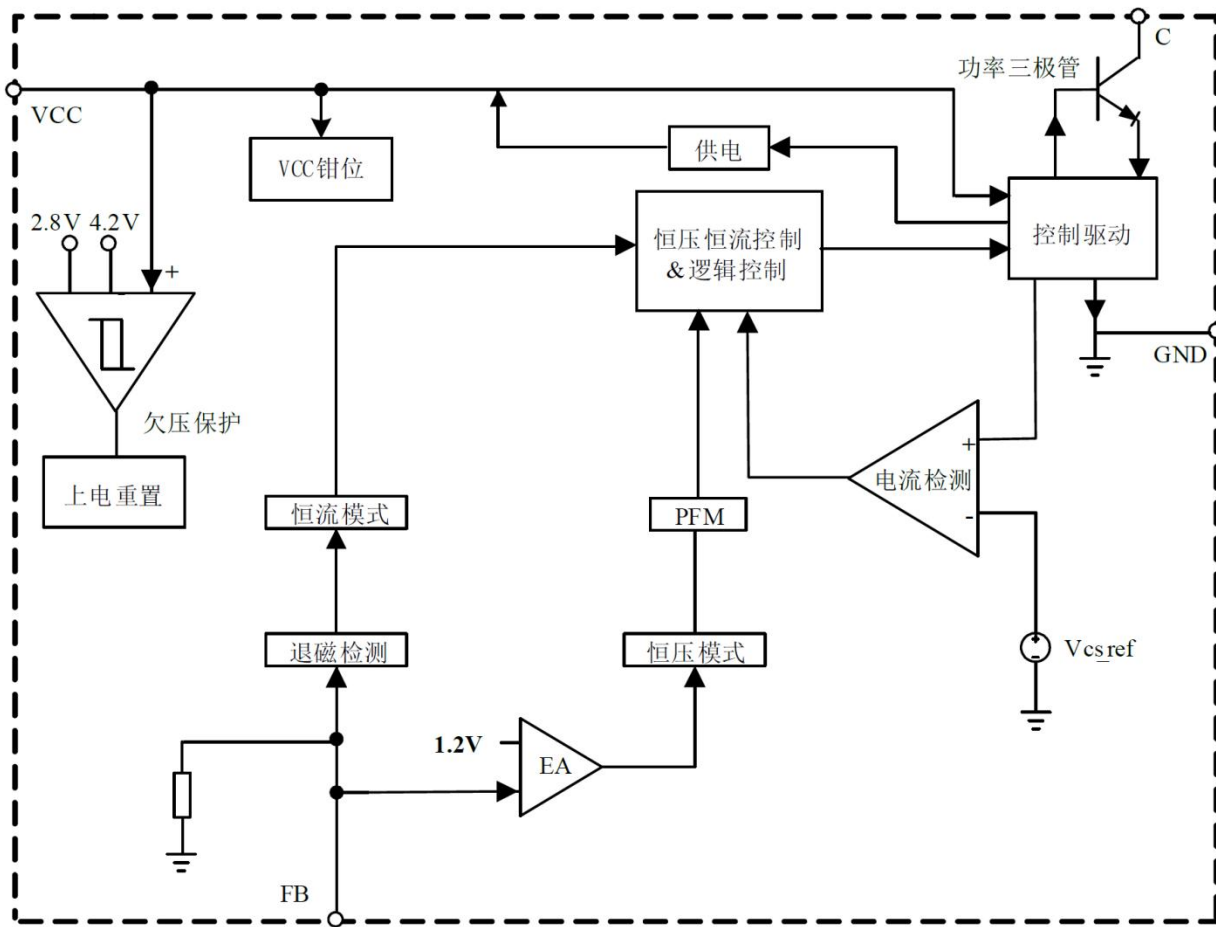 C
功率三极管
VCC
VCC钳位
供电
2.8V 4.2V
+
恒压恒流控制
&逻辑控制
控制驱动
GND
欠压保护
上电重置
恒流模式
PFM
+
电流检测
-
退磁检测
恒压模式
Vcs_ref
1.2V
EA
FB